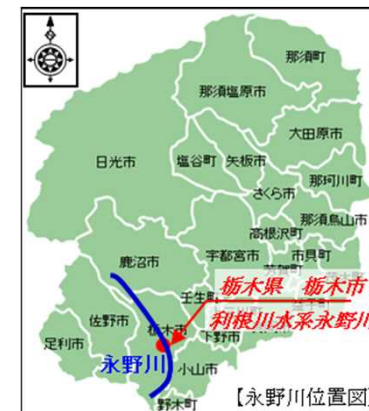 那須町
那須塩原市
大田原市
日光市
塩谷町
矢板市
那珂川町
さくら市
那須烏山市
高根沢町
宇都宮市
市貝町
芳賀町
鹿沼市
栃木県 栃木市
壬生町
利根川水系永野川
佐野市
栃木市
下野市
足利市
永野川
小山市
野木町
【永野川位置図】